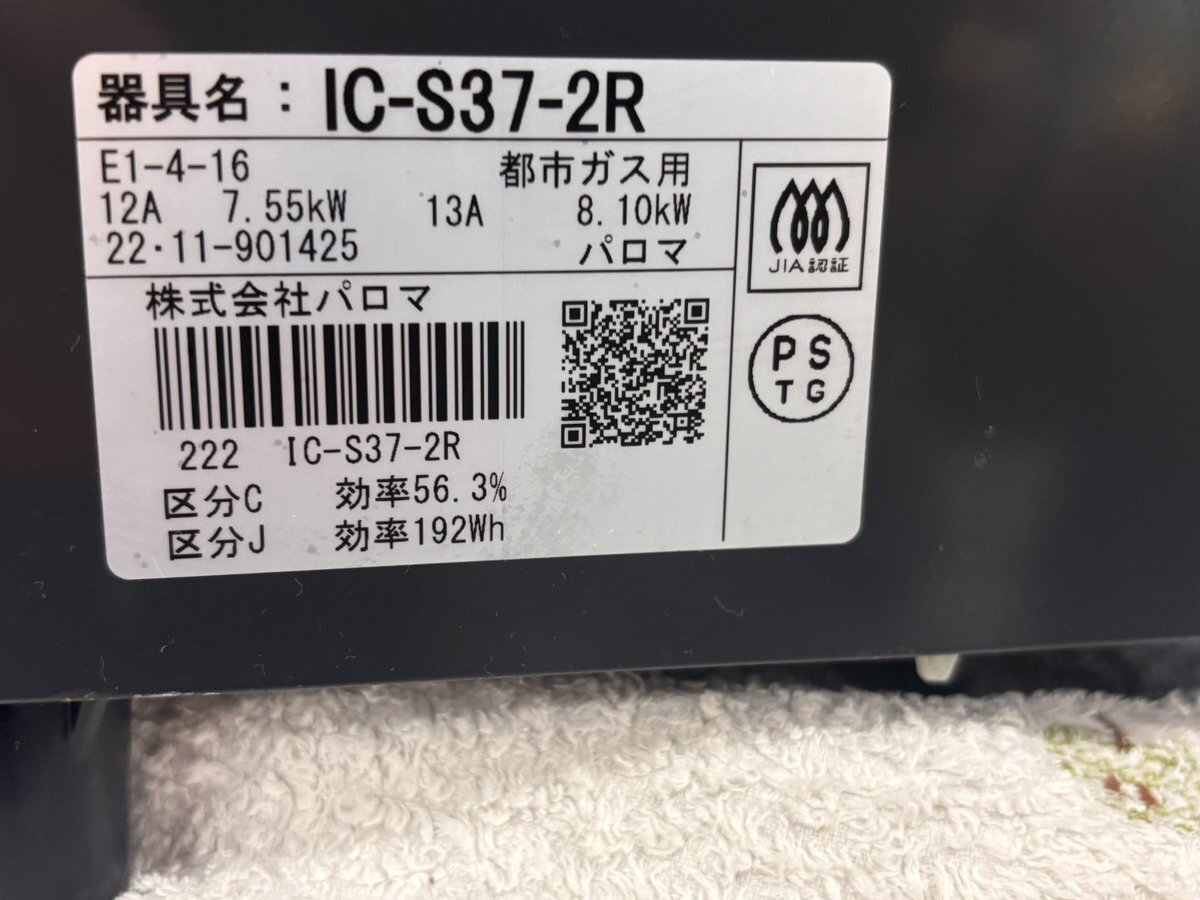 器具名：IC-S37-2R
E1-4-16 都市ガス用
12A 7.55kW 13A 8.10kW
22・11-901425 パロマ
株式会社パロマ
222 IC-S37-2R
区分C 効率56.3%
区分J 効率192Wh
JIA認証
PS
TG